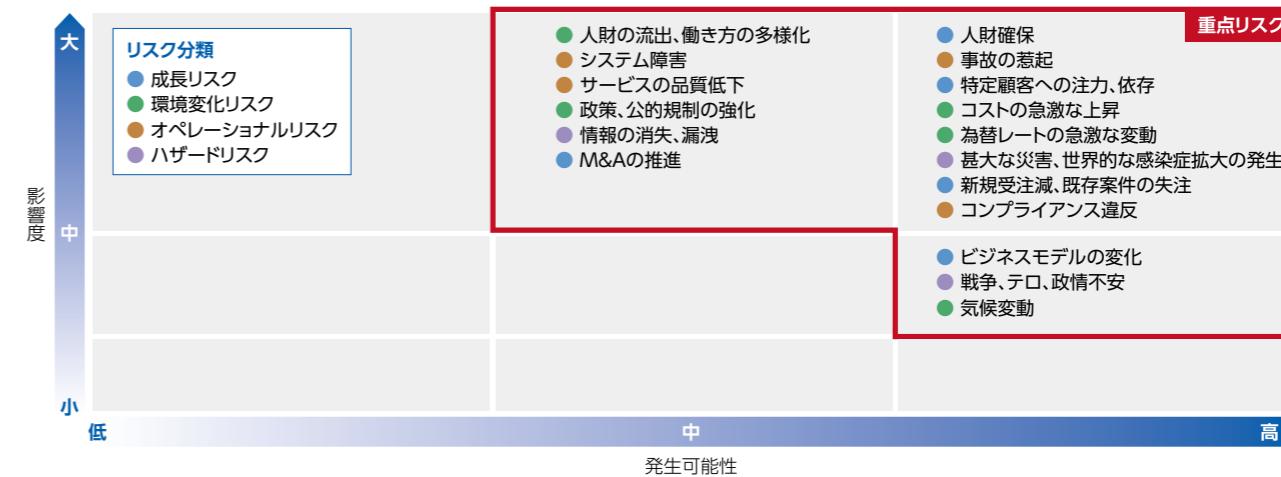 大
中
小
影響度
リスク分類
成長リスク
環境変化リスク
オペレーショナルリスク
ハザードリスク
人財の流出、働き方の多様化
システム障害
サービスの品質低下
政策、公的規制の強化
情報の消失、漏洩
M&Aの推進
重点リスク
人財確保
事故の惹起
特定顧客への注力、依存
コストの急激な上昇
為替レートの急激な変動
甚大な災害、世界的な感染症拡大の発生
新規受注減、既存案件の失注
コンプライアンス違反
ビジネスモデルの変化
戦争、テロ、政情不安
気候変動
低
中
高
発生可能性